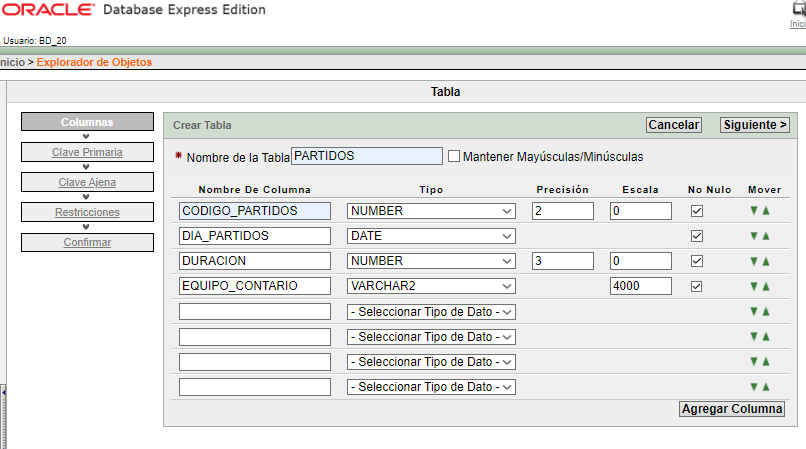 ORACLE Database Express Edition
Inici
Usuario: BD_20
nicio > Explorador de Objetos
Tabla
Columnas
Clave Primaria
Clave Ajena
Restricciones
Confirmar
Crear Tabla Cancelar Siguiente >
* Nombre de la Tabla PARTIDOS Mantener Mayúsculas/Minúsculas
Nombre De Columna Tipo Precisión Escala No Nulo Mover
CODIGO_PARTIDOS NUMBER 2 0
DIA_PARTIDOS DATE
DURACION NUMBER 3 0
EQUIPO_CONTARIO VARCHAR2 4000
- Seleccionar Tipo de Dato -
- Seleccionar Tipo de Dato -
- Seleccionar Tipo de Dato -
- Seleccionar Tipo de Dato -
Agregar Columna